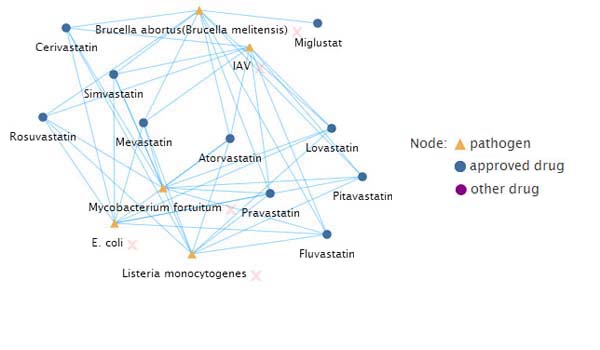 Brucella abortus(Brucella melitensis)
Miglustat
Cerivastatin
IAV
Simvastatin
Rosuvastatin
Mevastatin
Atorvastatin
Lovastatin
Node:
pathogen
approved drug
other drug
Pitavastatin
Mycobacterium fortuitum
Pravastatin
E. coli
Fluvastatin
Listeria monocytogenes